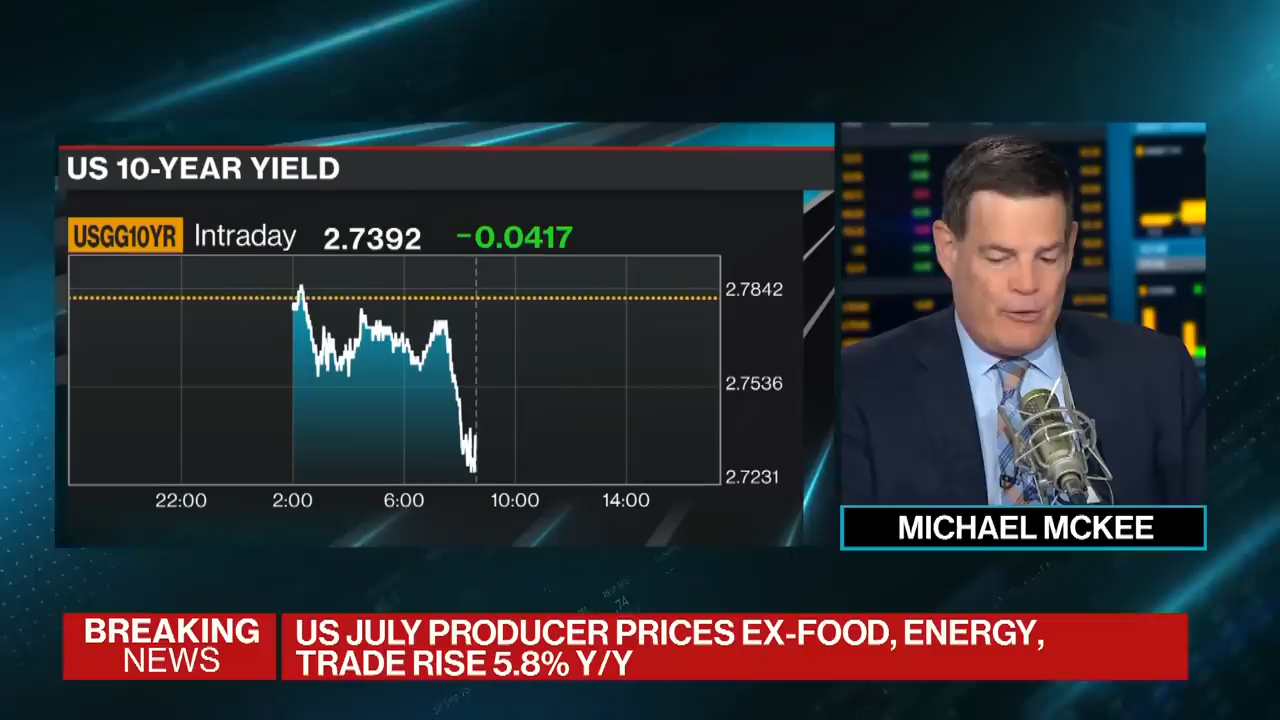 US 10-YEAR YIELD
USGG10YR Intraday 2.7392 -0.0417
2.7842
2.7536
2.7231
22:00 2:00 6:00 10:00 14:00
MICHAEL MCKEE
BREAKING
NEWS
US JULY PRODUCER PRICES EX-FOOD, ENERGY,
TRADE RISE 5.8% Y/Y